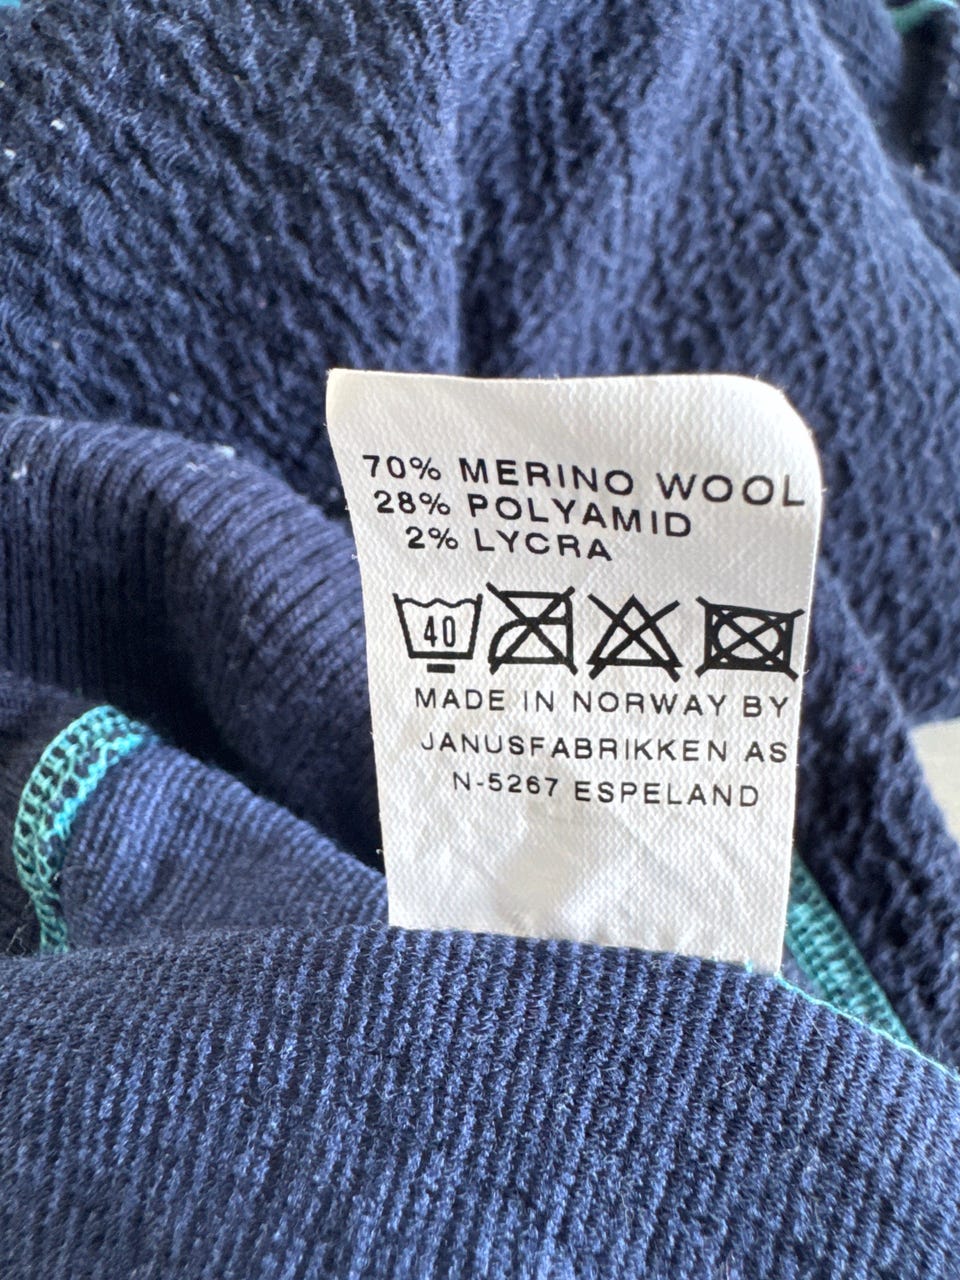 70% MERINO WOOL
28% POLYAMID
2% LYCRA
40
MADE IN NORWAY BY
JANUSFABRIKKEN AS
N-5267 ESPELAND